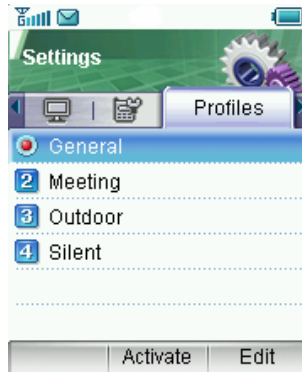 Settings
Profiles
General
2 Meeting
3 Outdoor
4 Silent
Activate Edit